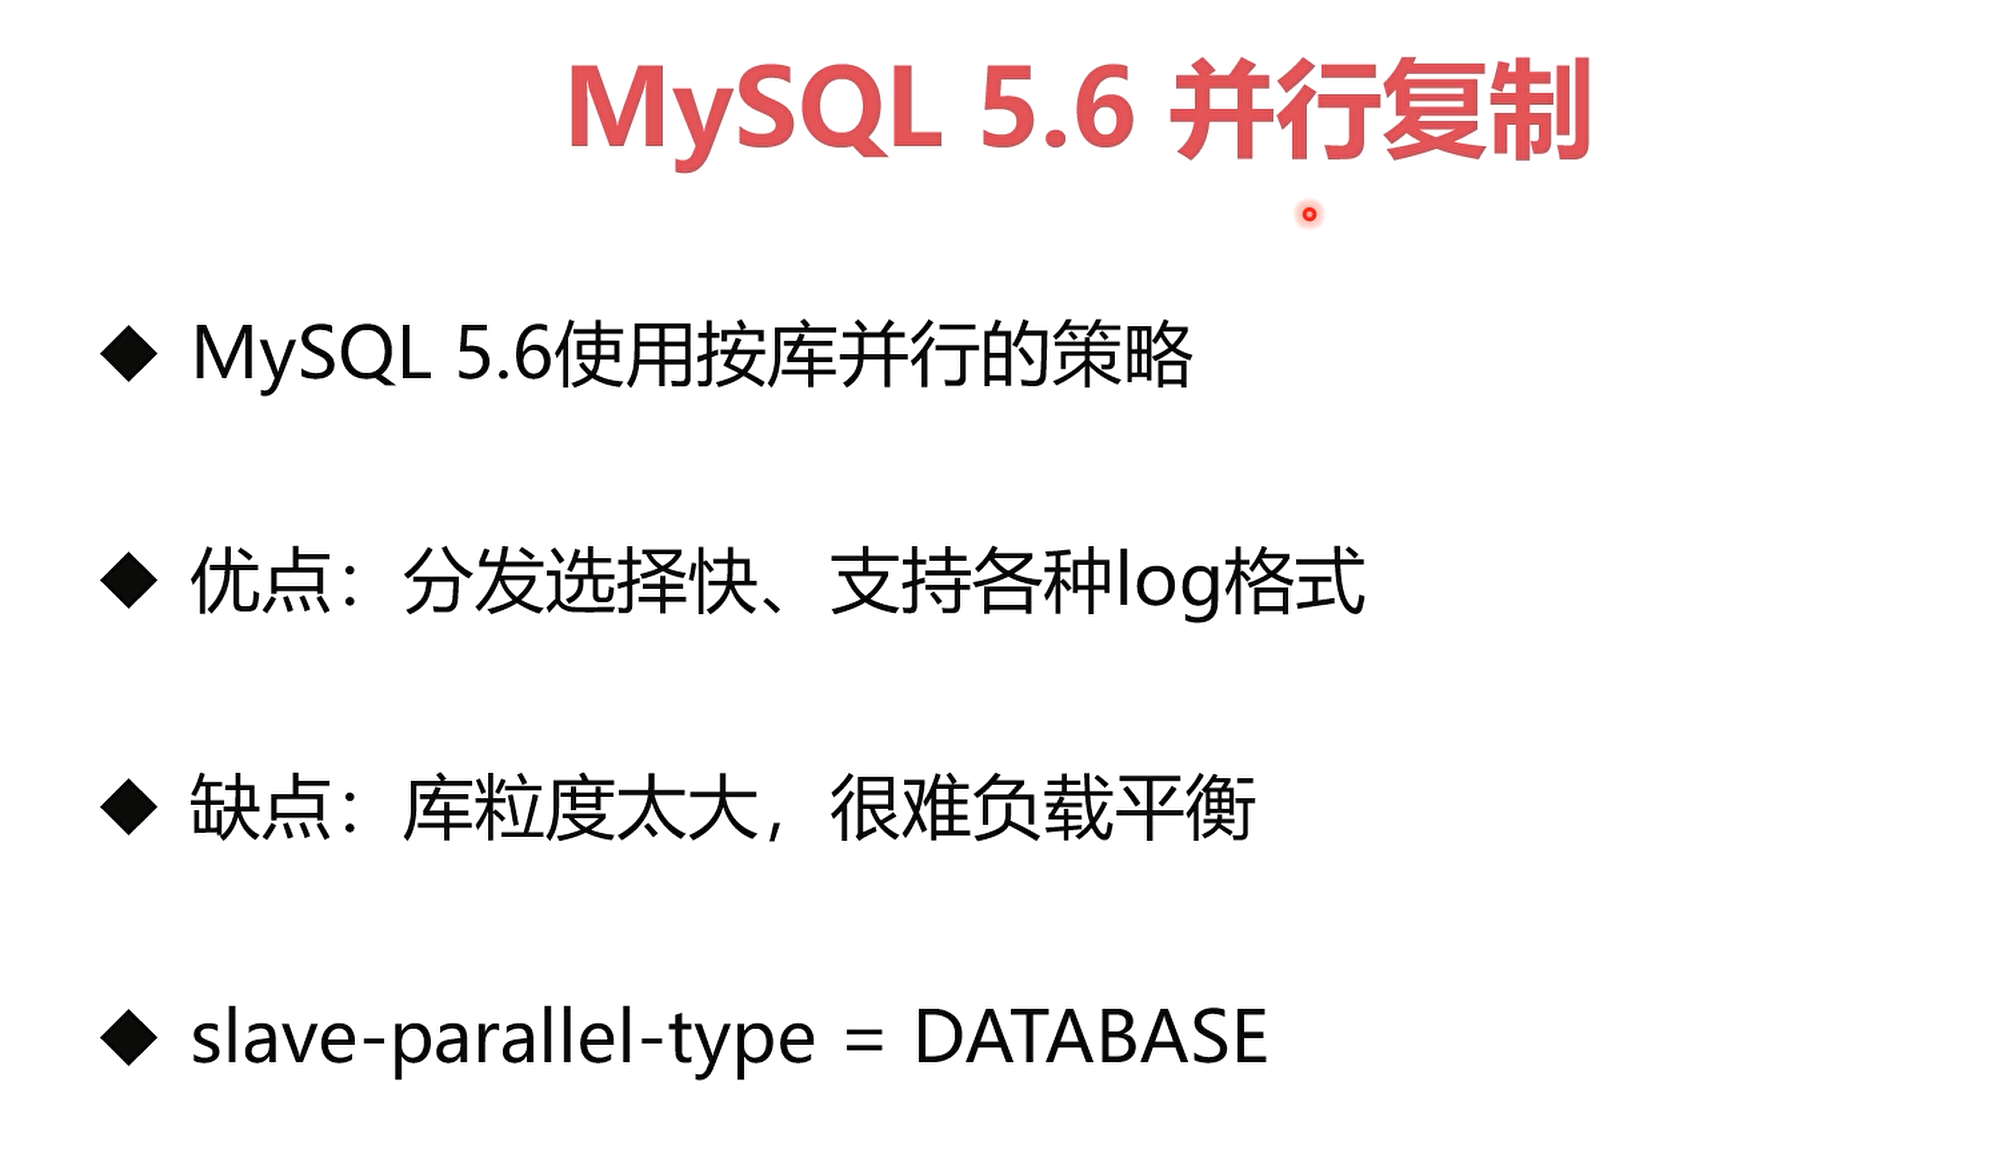 MySQL 5.6 并行复制
MySQL 5.6使用按库并行的策略
优点：分发选择快、支持各种log格式
缺点：库粒度太大，很难负载平衡
slave-parallel-type = DATABASE